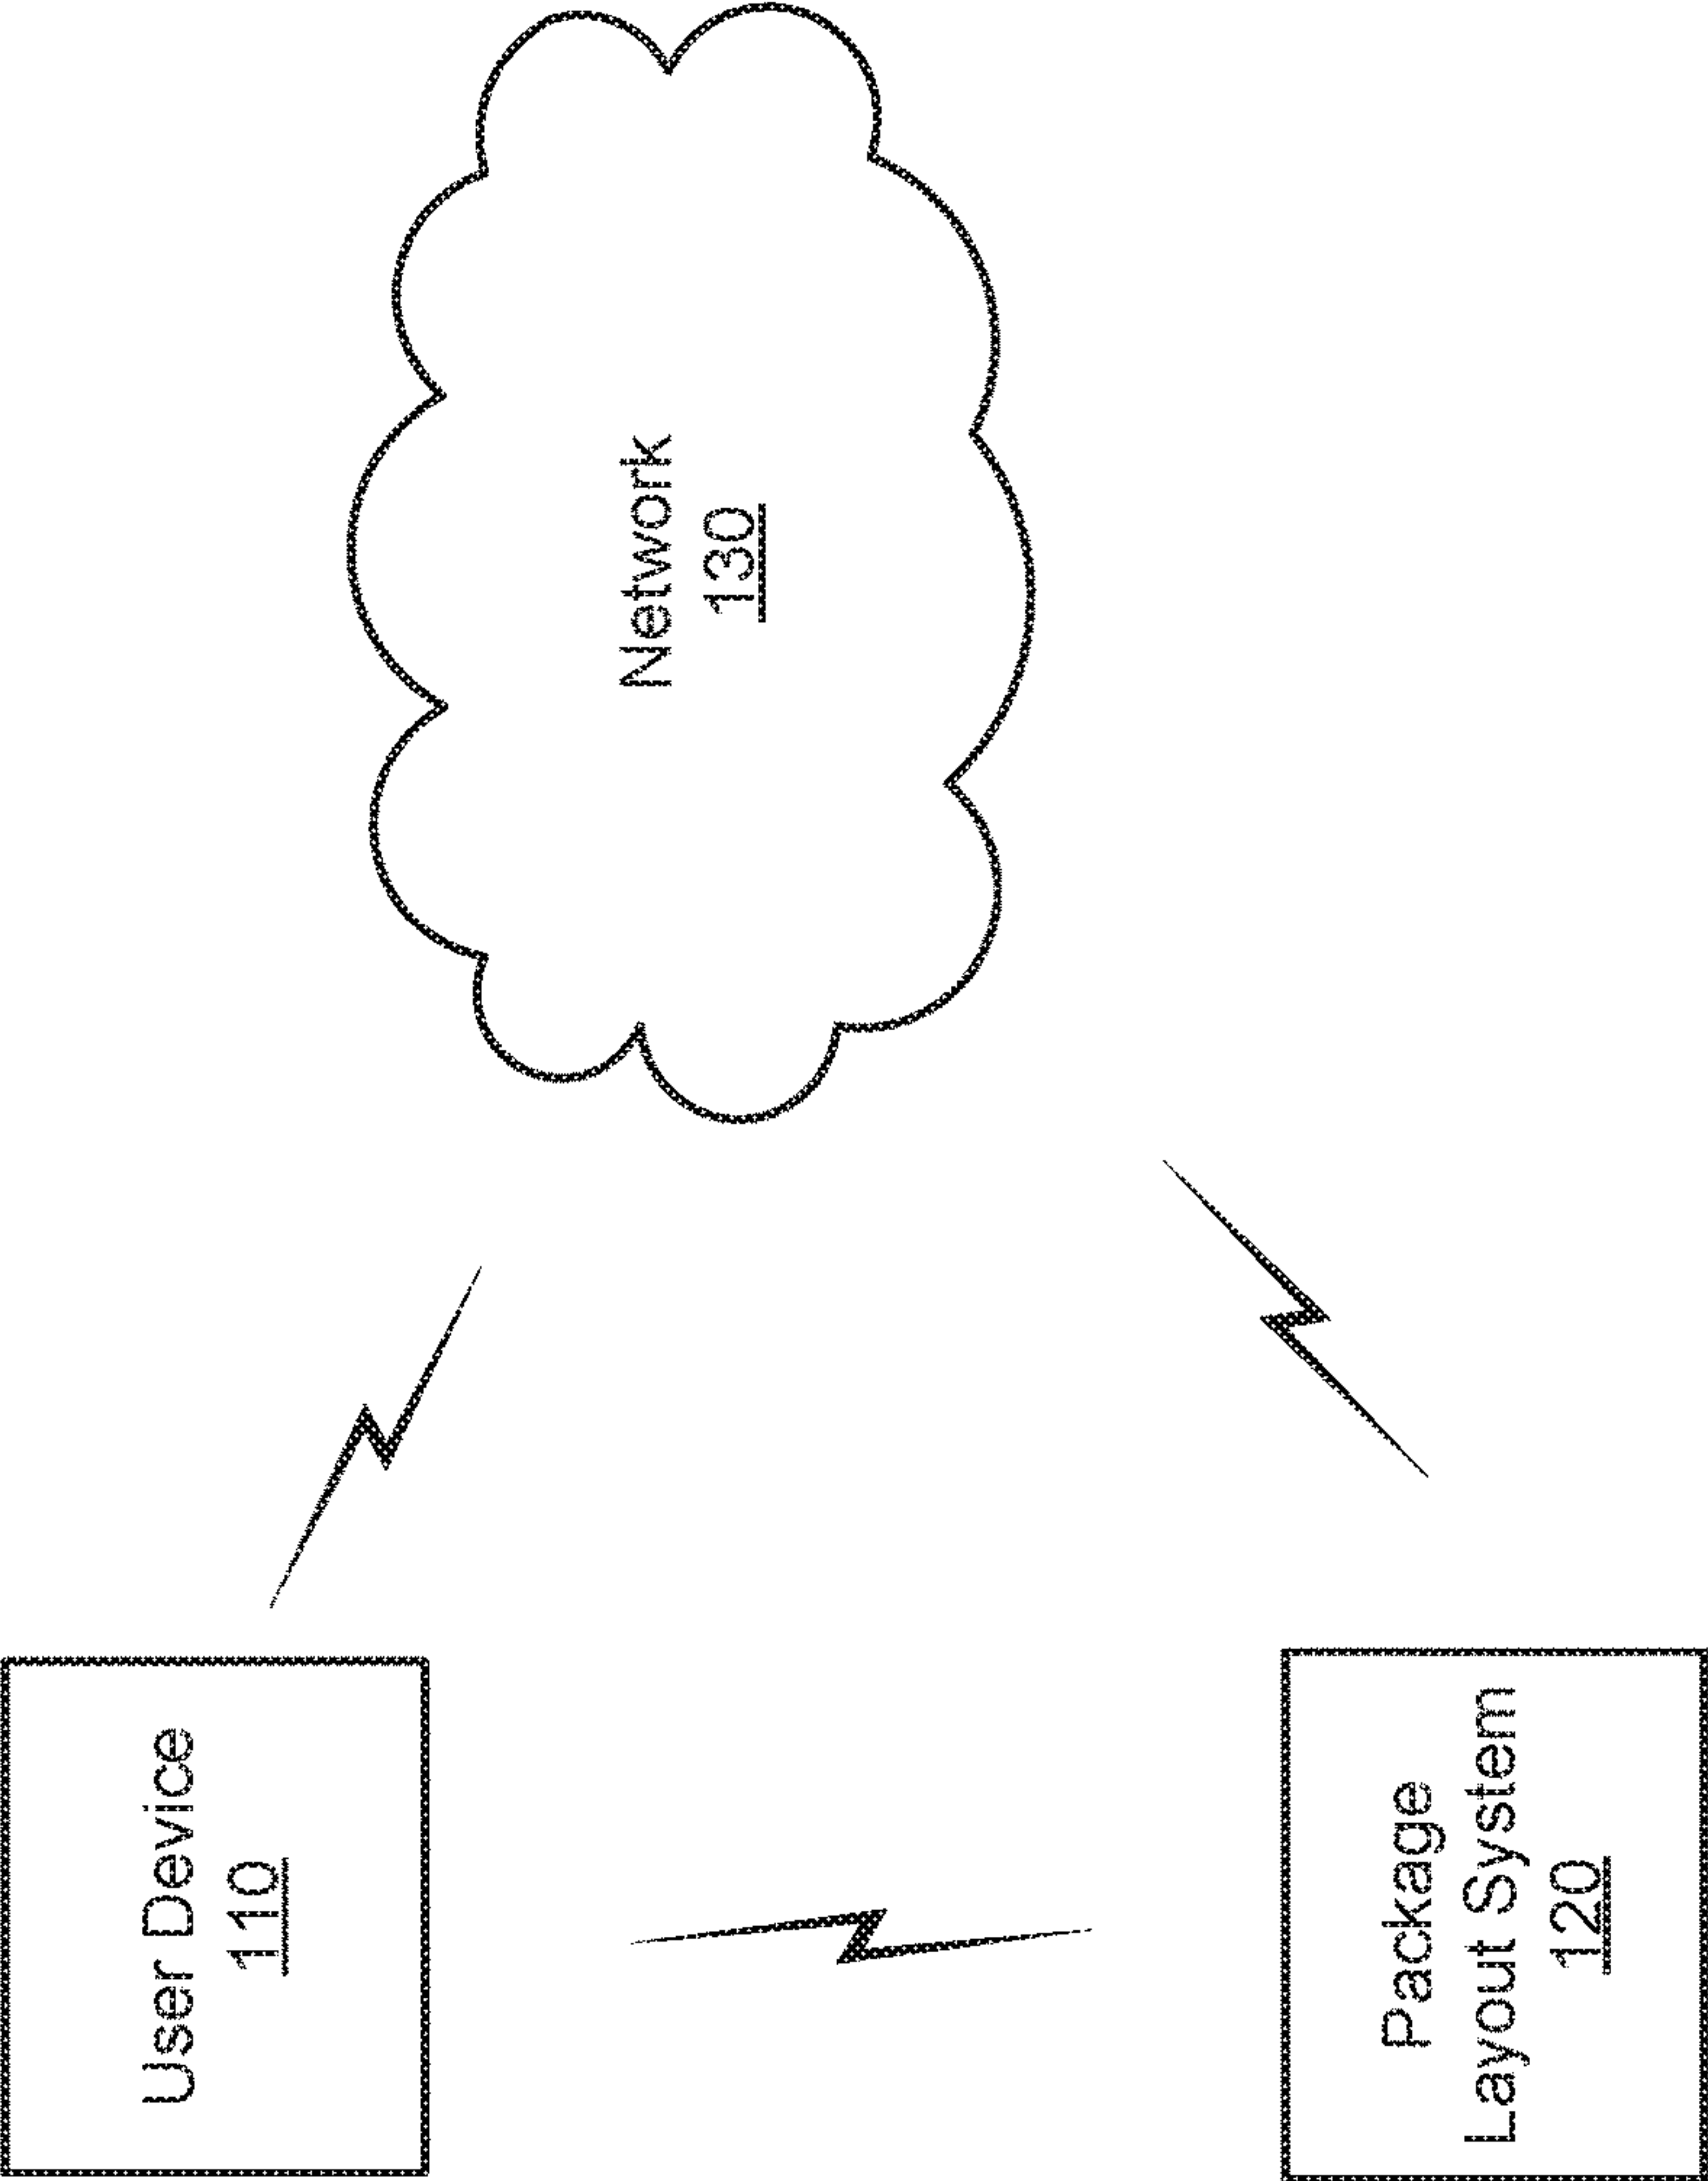 User Device
110
Network
130
Package
Layout System
120